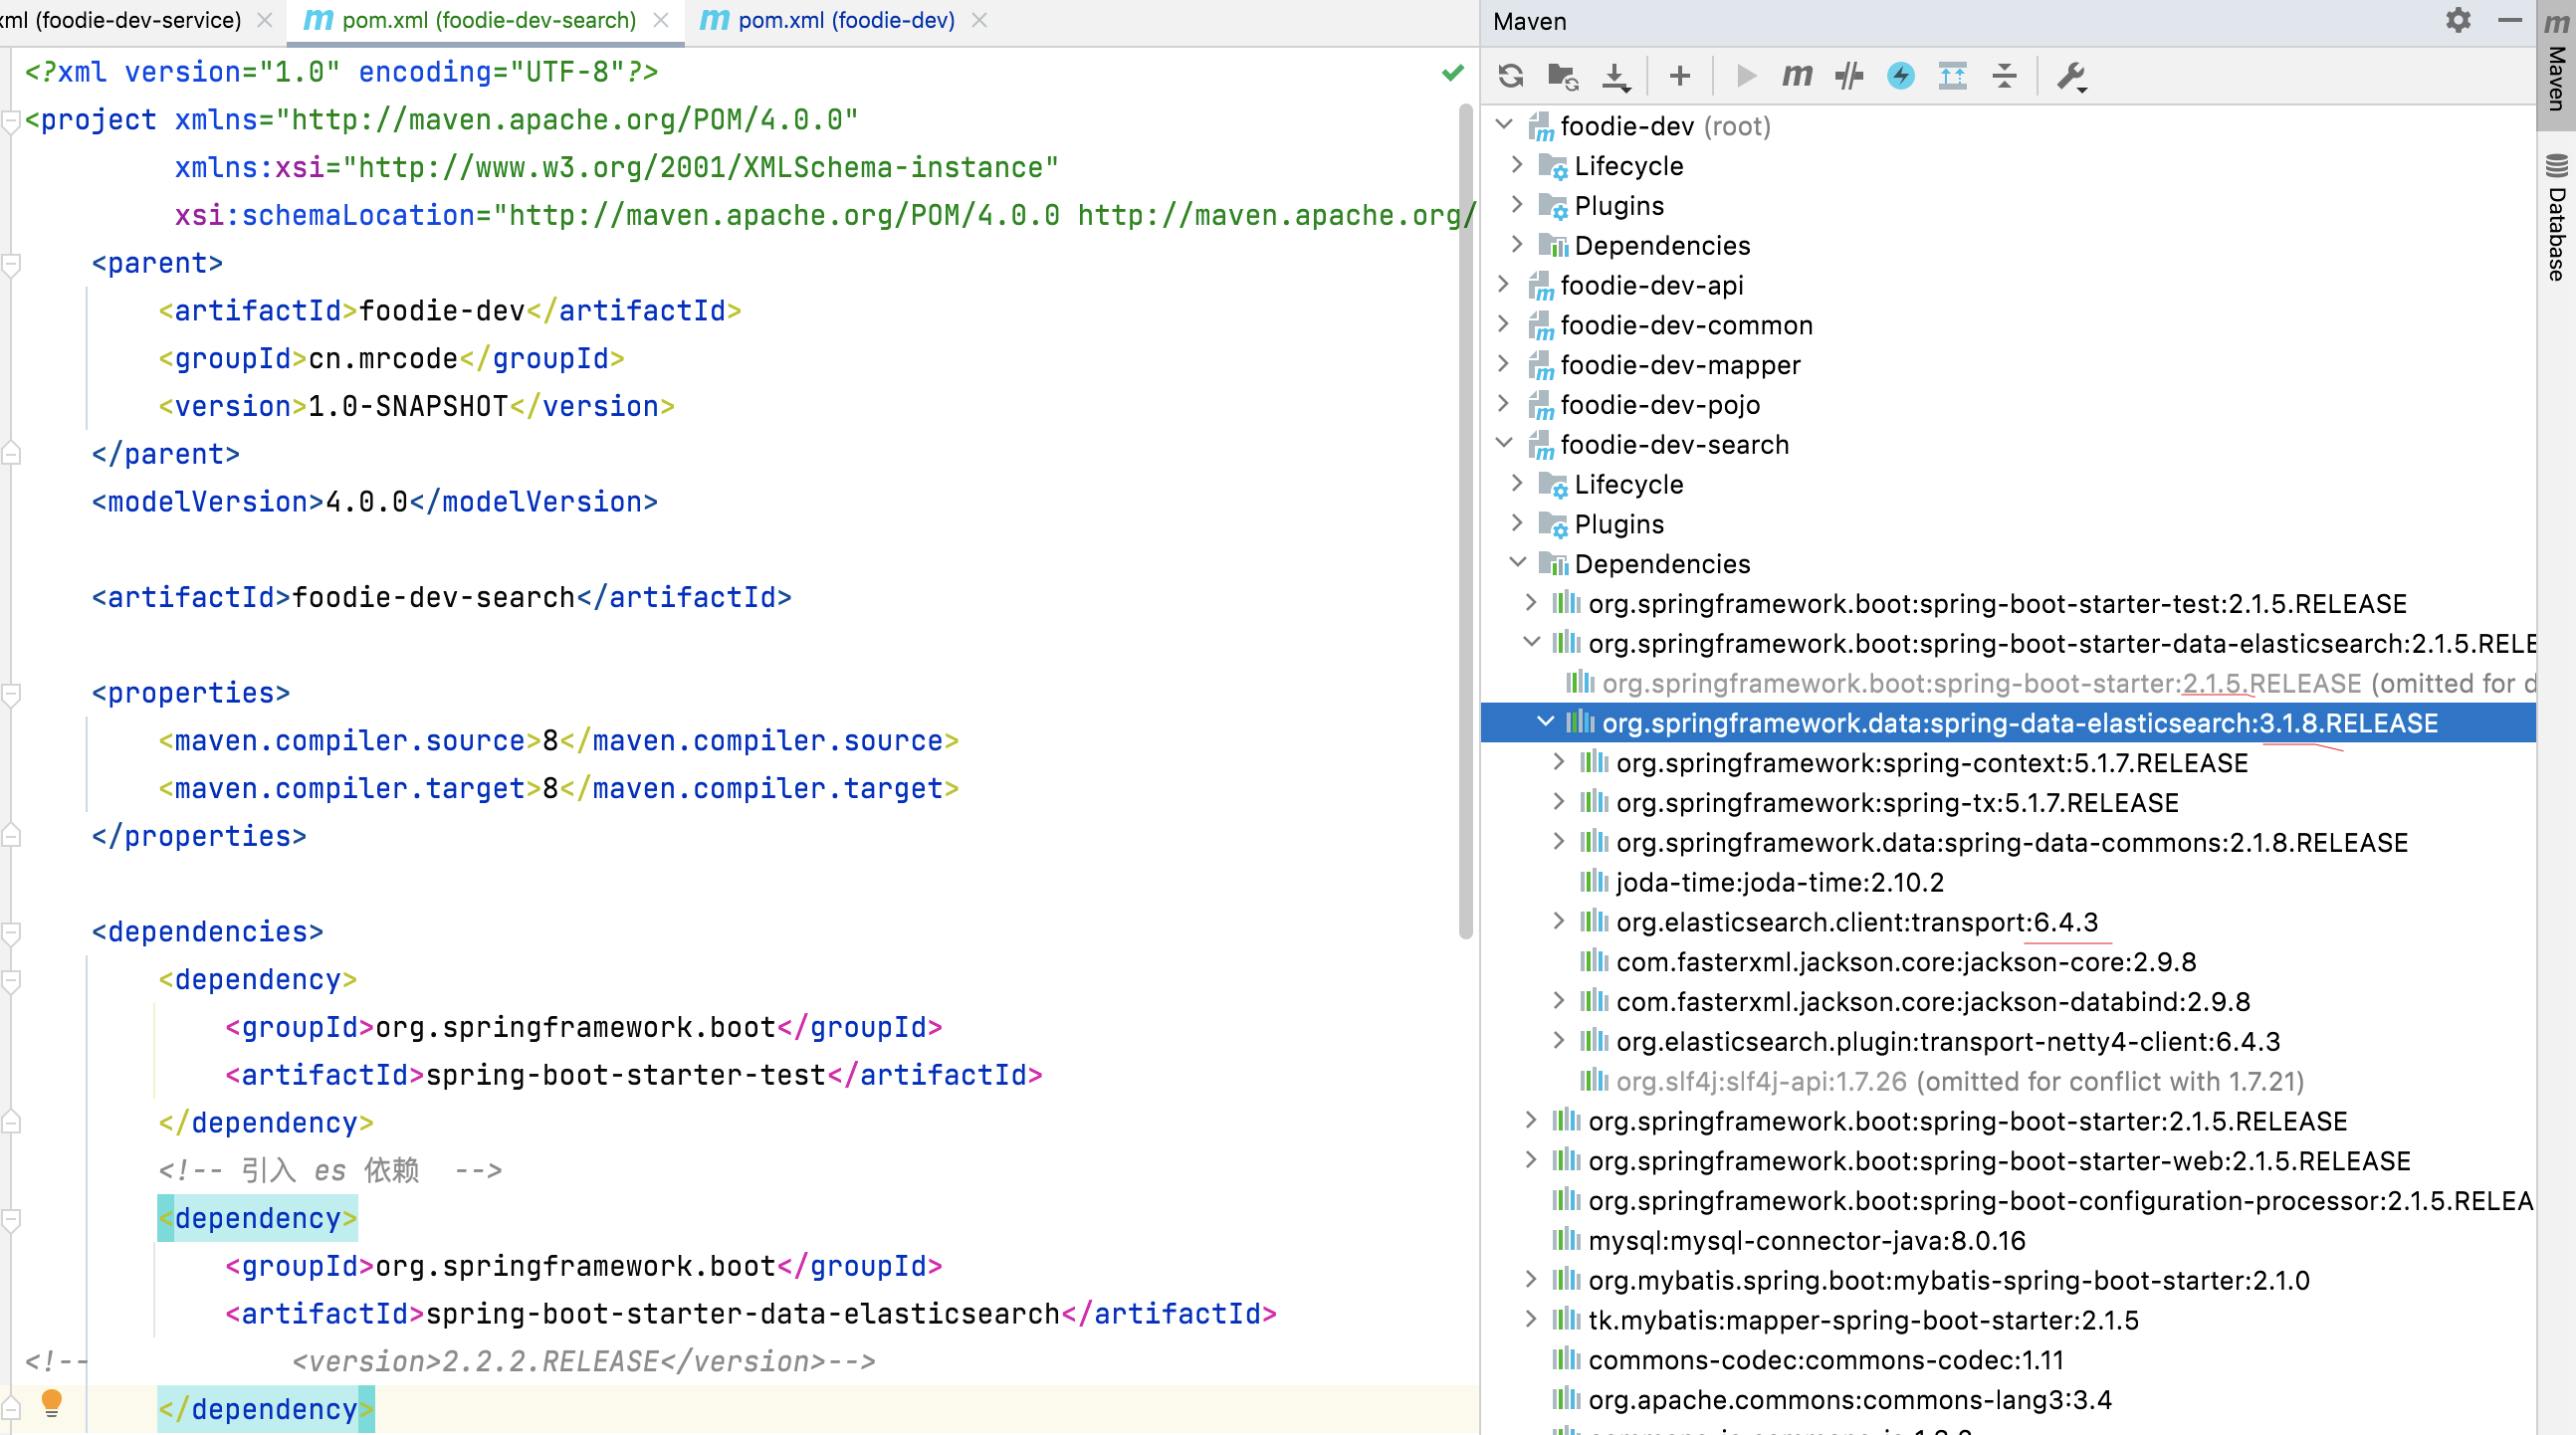 xml (foodie-dev-service)
pom.xml (foodie-dev-search)
pom.xml (foodie-dev)
<?xml version="1.0" encoding="UTF-8"?>
<project xmlns="http://maven.apache.org/POM/4.0.0"
xmlns:xsi="http://www.w3.org/2001/XMLSchema-instance"
xsi:schemaLocation="http://maven.apache.org/POM/4.0.0 http://maven.apache.org/
<parent>
<artifactId>foodie-dev</artifactId>
<groupId>cn.mrcode</groupId>
<version>1.0-SNAPSHOT</version>
</parent>
<modelVersion>4.0.0</modelVersion>
<artifactId>foodie-dev-search</artifactId>
<properties>
<maven.compiler.source>8</maven.compiler.source>
<maven.compiler.target>8</maven.compiler.target>
</properties>
<dependencies>
<dependency>
<groupId>org.springframework.boot</groupId>
<artifactId>spring-boot-starter-test</artifactId>
</dependency>
<!-- 引入 es 依赖 -->
<dependency>
<groupId>org.springframework.boot</groupId>
<artifactId>spring-boot-starter-data-elasticsearch</artifactId>
<!-- <version>2.2.2.RELEASE</version>-->
</dependency>
Maven
foodie-dev (root)
Lifecycle
Plugins
Dependencies
foodie-dev-api
foodie-dev-common
foodie-dev-mapper
foodie-dev-pojo
foodie-dev-search
Lifecycle
Plugins
Dependencies
org.springframework.boot:spring-boot-starter-test:2.1.5.RELEASE
org.springframework.boot:spring-boot-starter-data-elasticsearch:2.1.5.RELE
org.springframework.boot:spring-boot-starter:2.1.5.RELEASE (omitted for d
org.springframework.data:spring-data-elasticsearch:3.1.8.RELEASE
org.springframework:spring-context:5.1.7.RELEASE
org.springframework:spring-tx:5.1.7.RELEASE
org.springframework.data:spring-data-commons:2.1.8.RELEASE
joda-time:joda-time:2.10.2
org.elasticsearch.client:transport:6.4.3
com.fasterxml.jackson.core:jackson-core:2.9.8
com.fasterxml.jackson.core:jackson-databind:2.9.8
org.elasticsearch.plugin:transport-netty4-client:6.4.3
org.slf4j:slf4j-api:1.7.26 (omitted for conflict with 1.7.21)
org.springframework.boot:spring-boot-starter:2.1.5.RELEASE
org.springframework.boot:spring-boot-starter-web:2.1.5.RELEASE
org.springframework.boot:spring-boot-configuration-processor:2.1.5.RELEA
mysql:mysql-connector-java:8.0.16
org.mybatis.spring.boot:mybatis-spring-boot-starter:2.1.0
tk.mybatis:mapper-spring-boot-starter:2.1.5
commons-codec:commons-codec:1.11
org.apache.commons:commons-lang3:3.4
Maven
Database